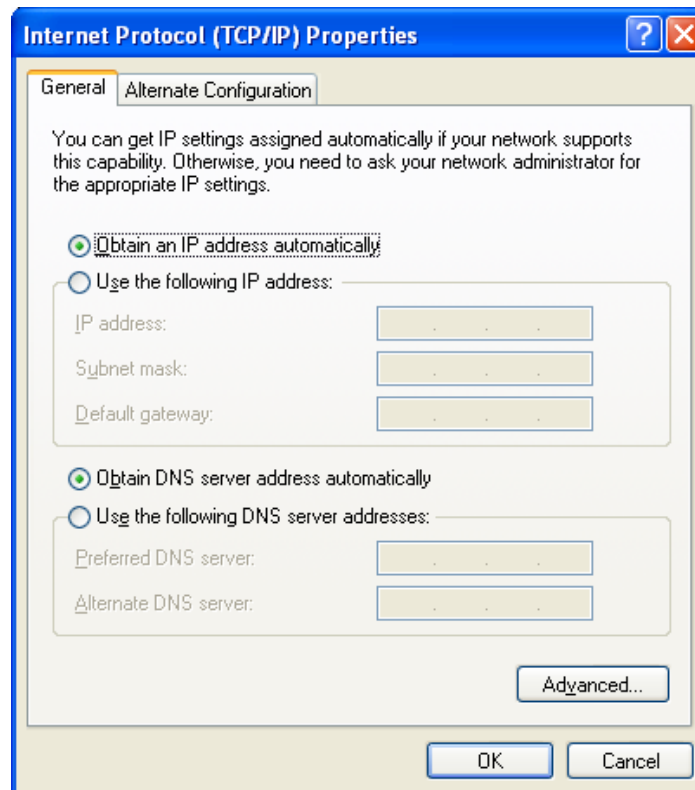 Internet Protocol (TCP/IP) Properties
General
Alternate Configuration
You can get IP settings assigned automatically if your network supports
this capability. Otherwise, you need to ask your network administrator for
the appropriate IP settings.
Obtain an IP address automatically
Use the following IP address:
IP address:
Subnet mask:
Default gateway:
Obtain DNS server address automatically
Use the following DNS server addresses:
Preferred DNS server:
Alternate DNS server:
Advanced...
OK
Cancel